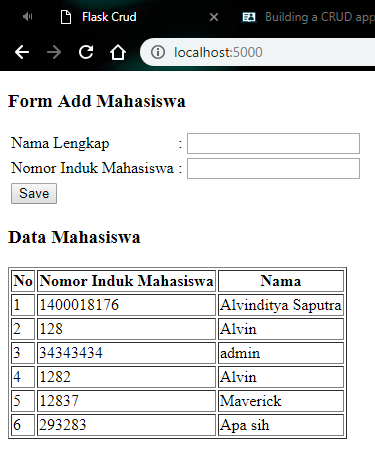 Flask Crud
Building a CRUD app
localhost:5000
Form Add Mahasiswa
Nama Lengkap :
Nomor Induk Mahasiswa :
Save
Data Mahasiswa
No Nomor Induk Mahasiswa Nama
1 1400018176 Alvinditya Saputra
2 128 Alvin
3 34343434 admin
4 1282 Alvin
5 12837 Maverick
6 293283 Apa sih